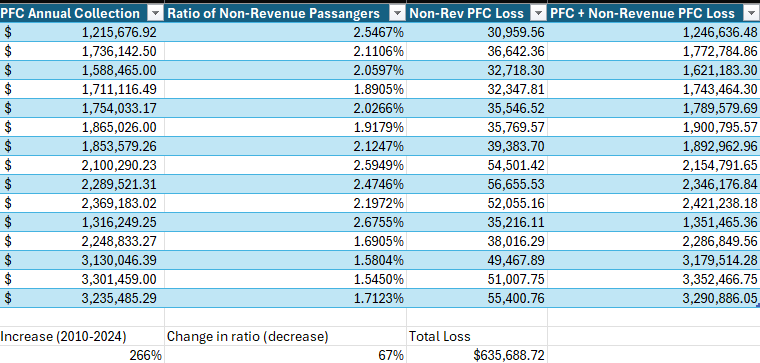 PFC Annual Collection Ratio of Non-Revenue Passangers Non-Rev PFC Loss PFC + Non-Revenue PFC Loss
$ 1,215,676.92 2.5467% 30,959.56 1,246,636.48
$ 1,736,142.50 2.1106% 36,642.36 1,772,784.86
$ 1,588,465.00 2.0597% 32,718.30 1,621,183.30
$ 1,711,116.49 1.8905% 32,347.81 1,743,464.30
$ 1,754,033.17 2.0266% 35,546.52 1,789,579.69
$ 1,865,026.00 1.9179% 35,769.57 1,900,795.57
$ 1,853,579.26 2.1247% 39,383.70 1,892,962.96
$ 2,100,290.23 2.5949% 54,501.42 2,154,791.65
$ 2,289,521.31 2.4746% 56,655.53 2,346,176.84
$ 2,369,183.02 2.1972% 52,055.16 2,421,238.18
$ 1,316,249.25 2.6755% 35,216.11 1,351,465.36
$ 2,248,833.27 1.6905% 38,016.29 2,286,849.56
$ 3,130,046.39 1.5804% 49,467.89 3,179,514.28
$ 3,301,459.00 1.5450% 51,007.75 3,352,466.75
$ 3,235,485.29 1.7123% 55,400.76 3,290,886.05
Increase (2010-2024) Change in ratio (decrease) Total Loss
266% 67% $635,688.72